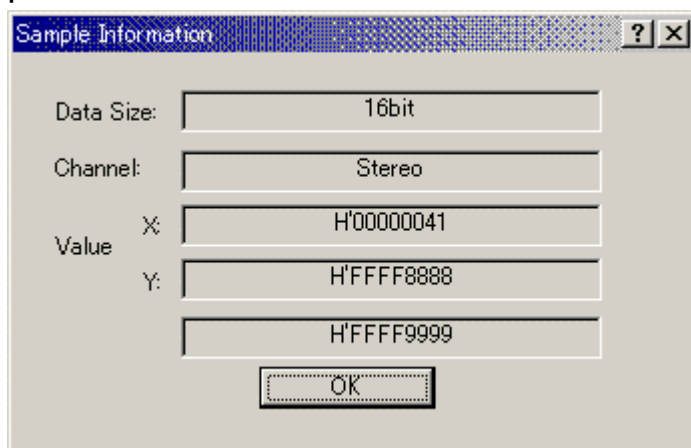 Sample Information
Data Size: 16bit
Channel: Stereo
Value X: H'00000041
Y: H'FFFF8888
H'FFFF9999
OK